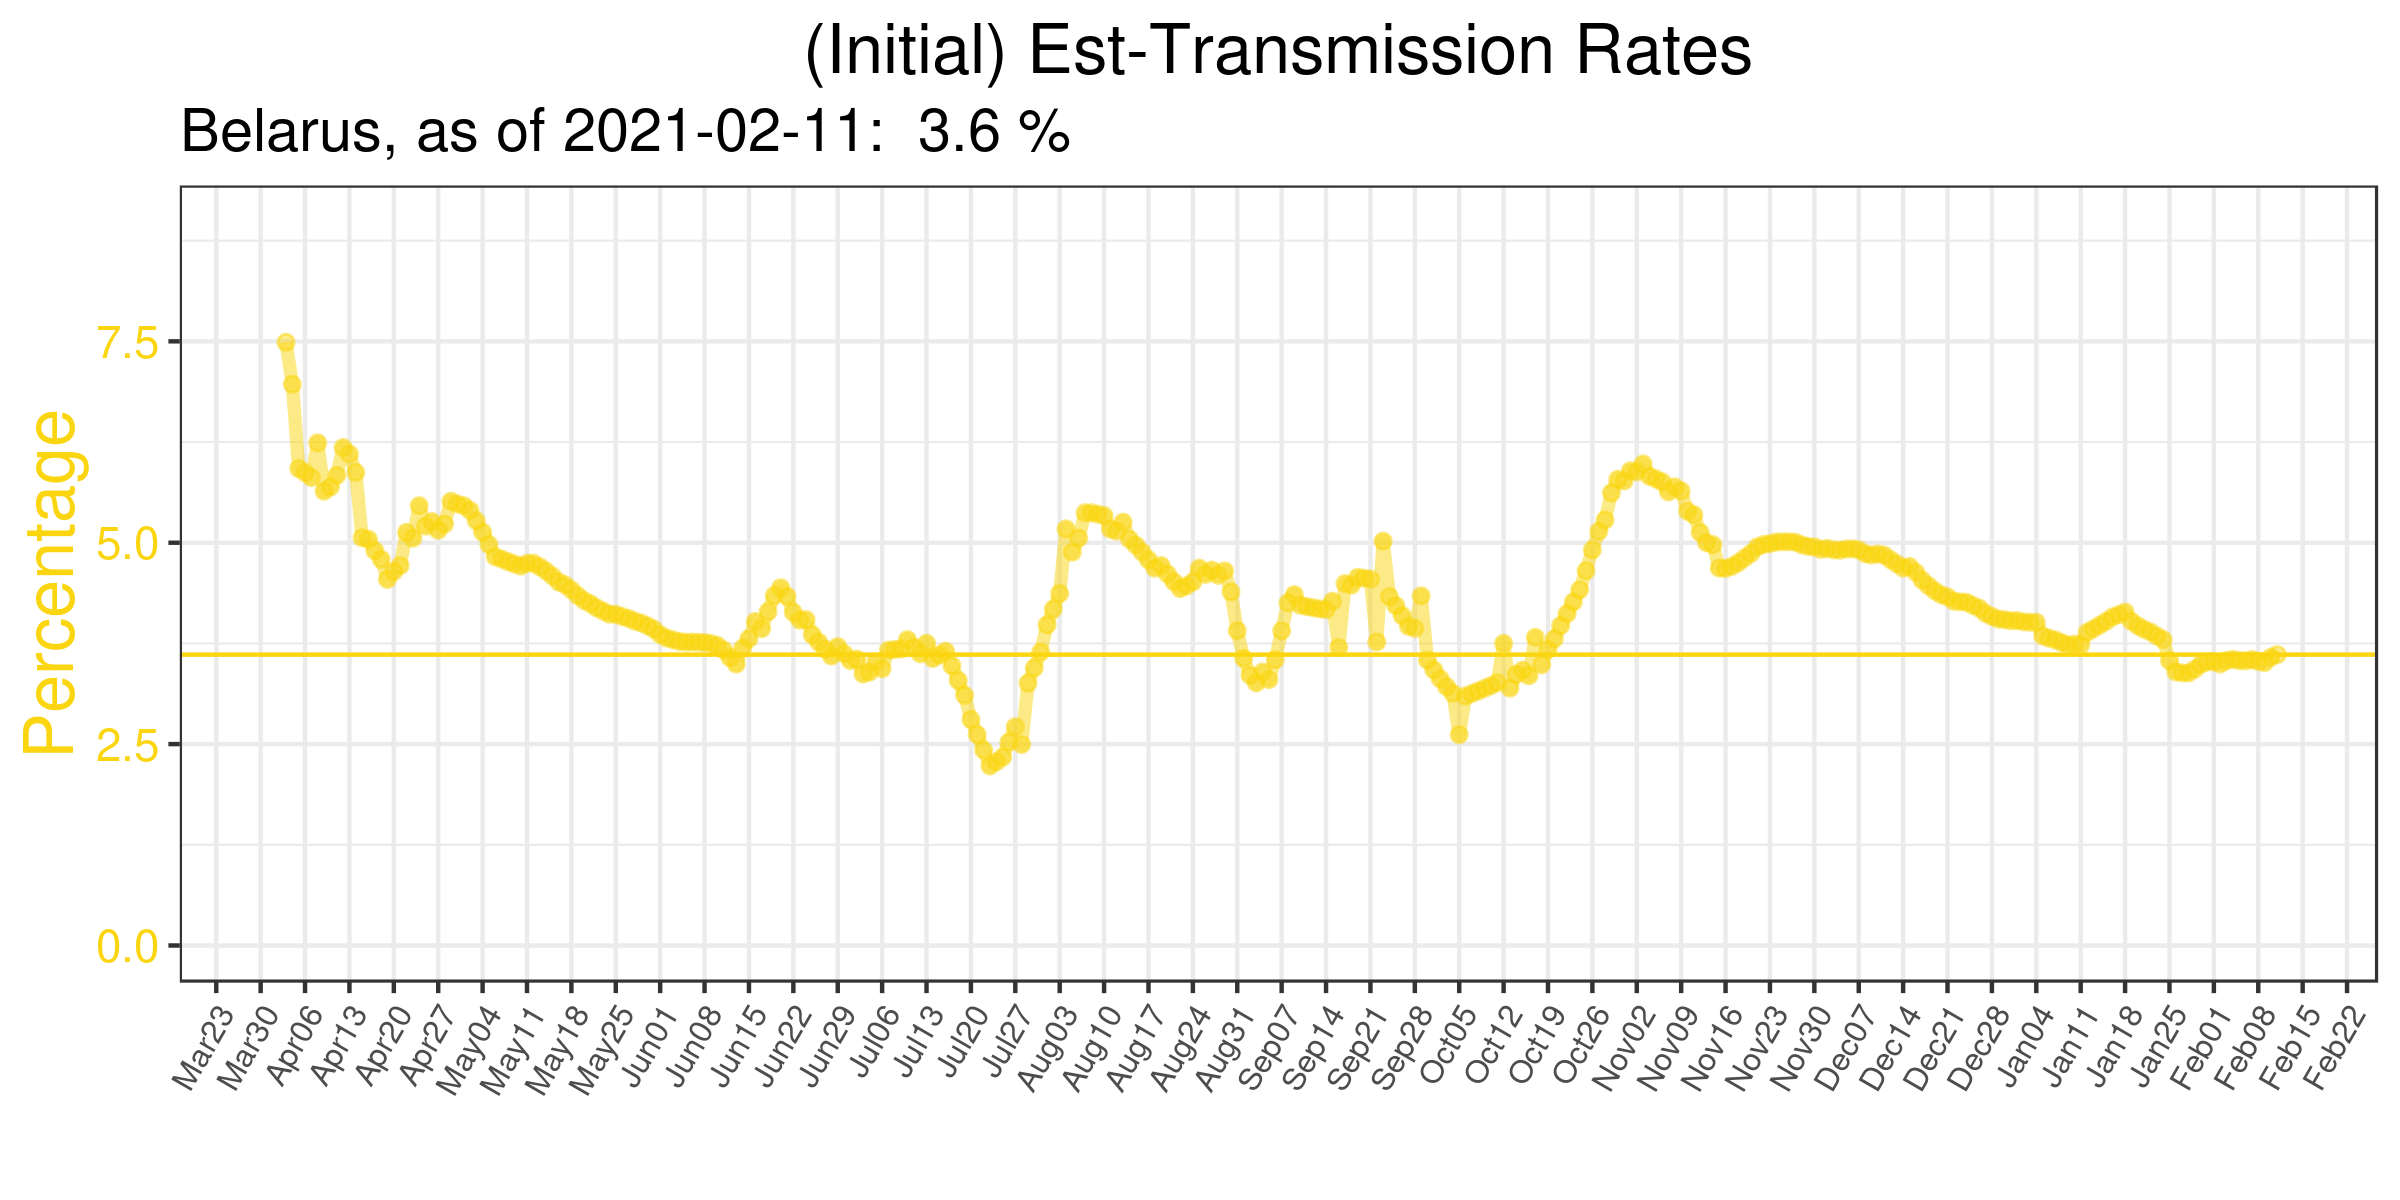 (Initial) Est-Transmission Rates
Belarus, as of 2021-02-11:  3.6 %
Percentage
7.5
5.0
2.5
0.0
Mar23 Mar30 Apr06 Apr13 Apr20 Apr27 May04 May11 May18 May25 Jun01 Jun08 Jun15 Jun22 Jun29 Jul06 Jul13 Jul20 Jul27 Aug03 Aug10 Aug17 Aug24 Aug31 Sep07 Sep14 Sep21 Sep28 Oct05 Oct12 Oct19 Oct26 Nov02 Nov09 Nov16 Nov23 Nov30 Dec07 Dec14 Dec21 Dec28 Jan04 Jan11 Jan18 Jan25 Feb01 Feb08 Feb15 Feb22